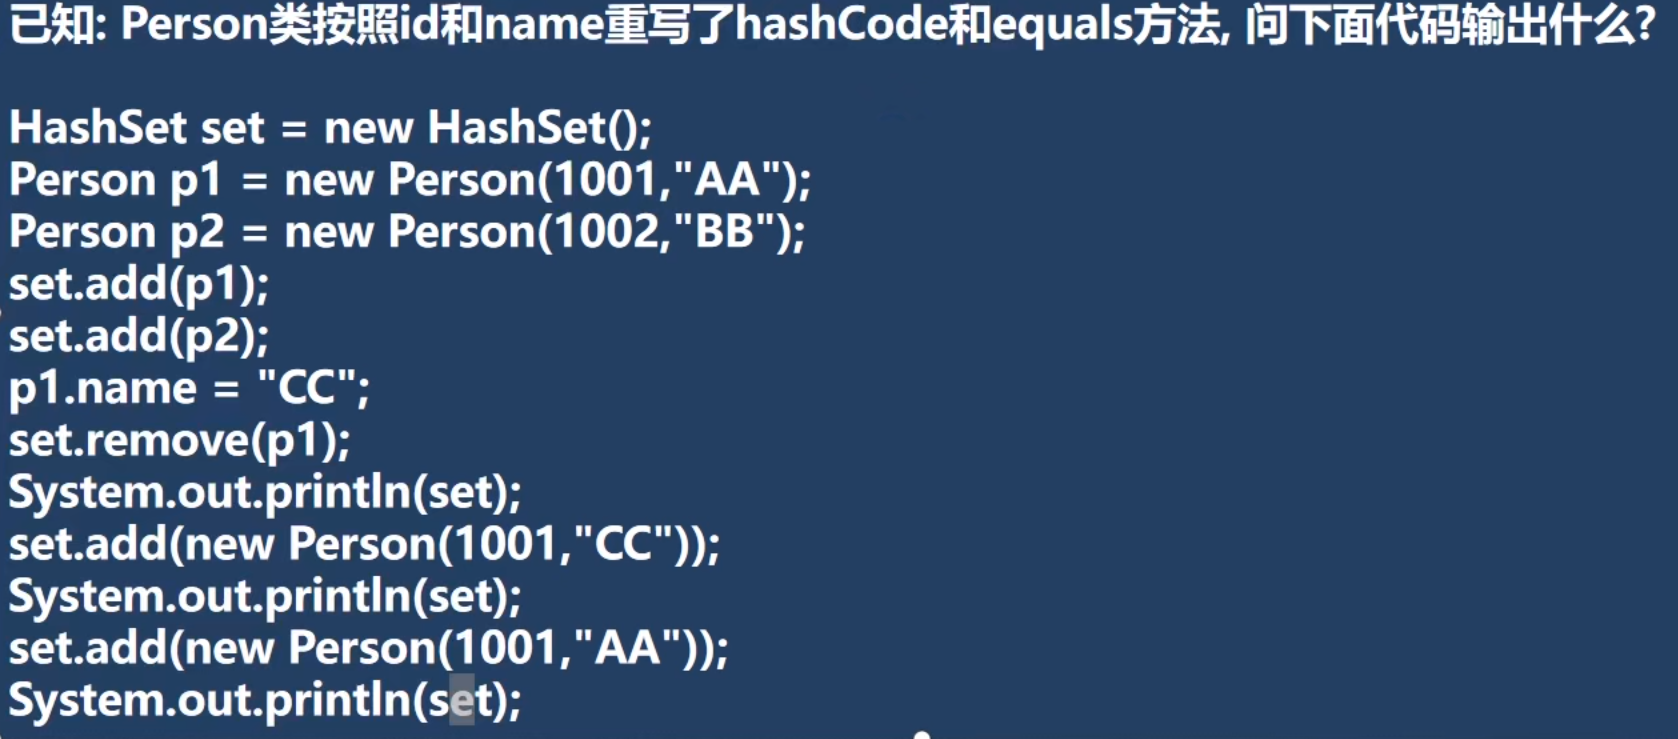 已知: Person类按照id和name重写了hashCode和equals方法, 问下面代码输出什么?
HashSet set = new HashSet();
Person p1 = new Person(1001,"AA");
Person p2 = new Person(1002,"BB");
set.add(p1);
set.add(p2);
p1.name = "CC";
set.remove(p1);
System.out.println(set);
set.add(new Person(1001,"CC"));
System.out.println(set);
set.add(new Person(1001,"AA"));
System.out.println(set);